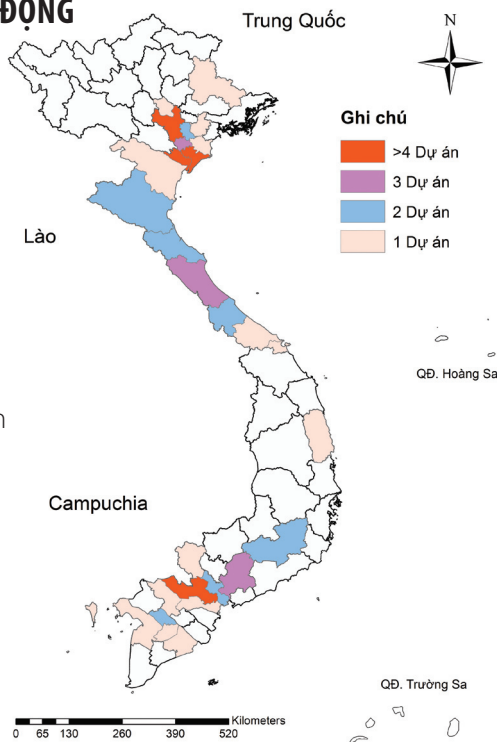 ĐỘNG
Trung Quốc
N
Ghi chú
>4 Dự án
3 Dự án
2 Dự án
1 Dự án
Lào
QĐ. Hoàng Sa
n
Campuchia
QĐ. Trường Sa
Kilometers
0 65 130 260 390 520